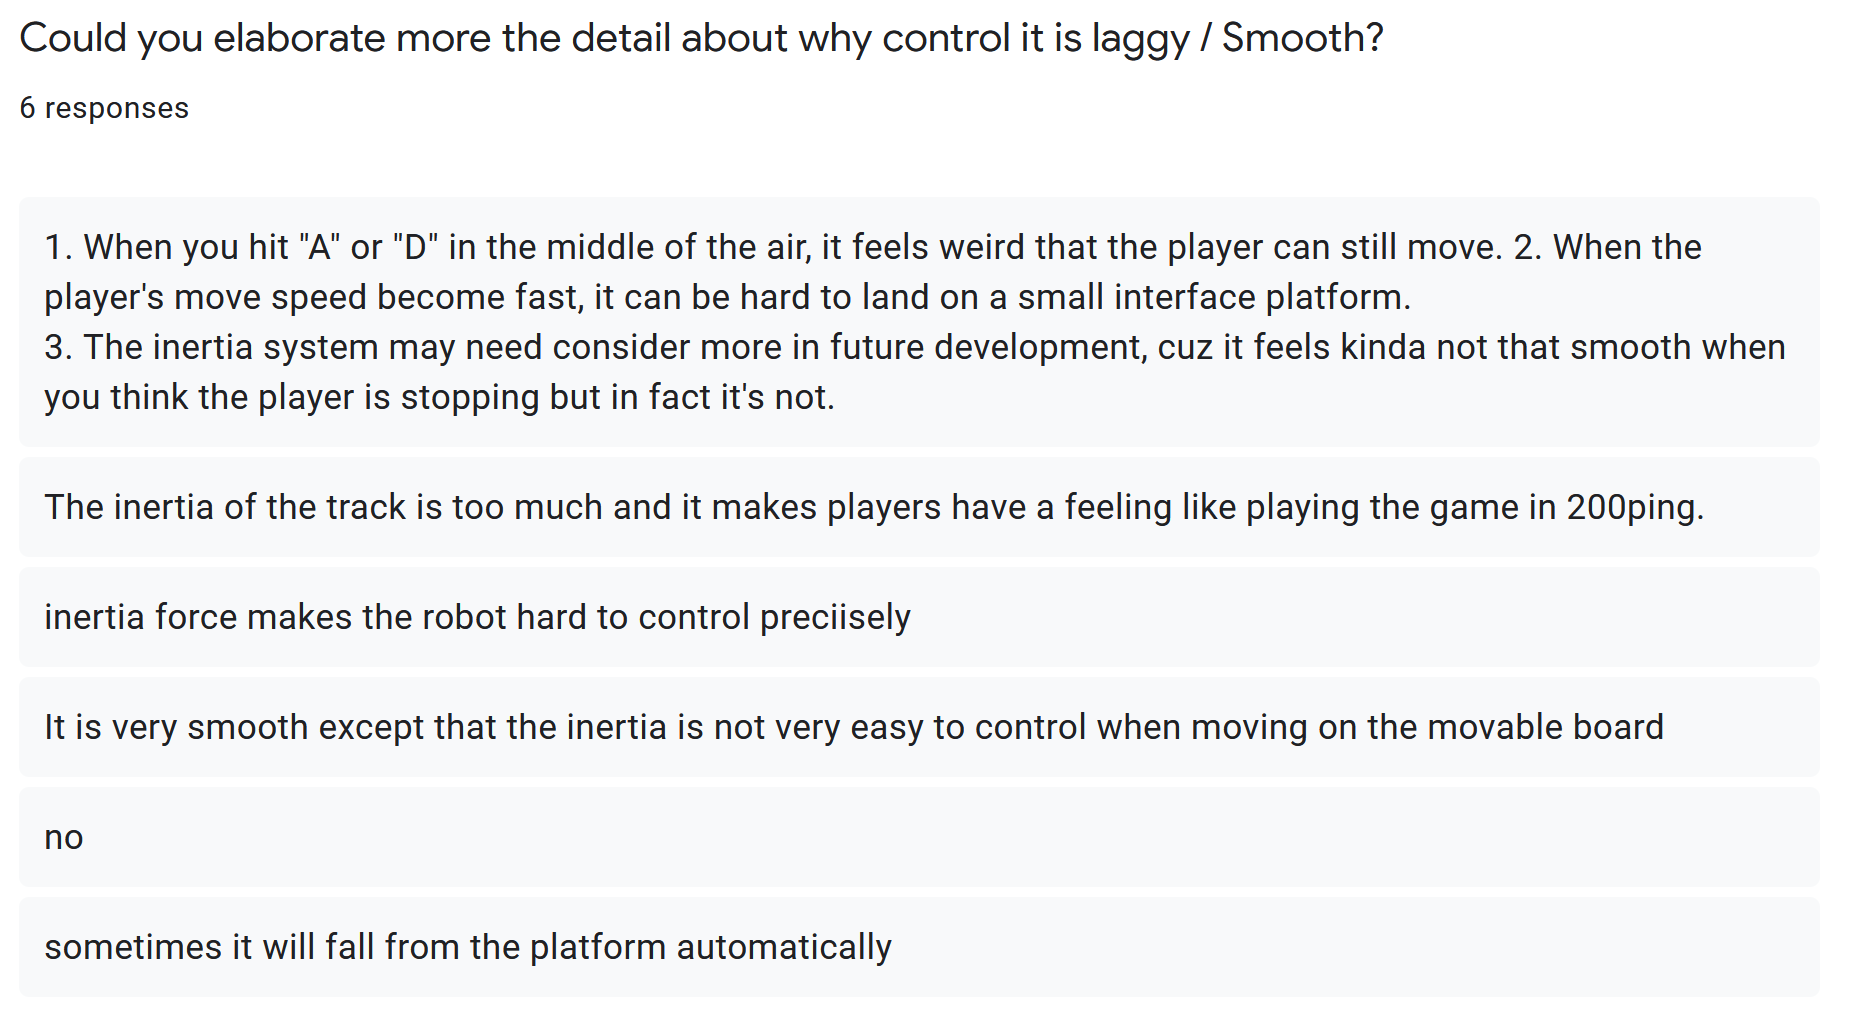 Could you elaborate more the detail about why control it is laggy / Smooth?
6 responses
1. When you hit "A" or "D" in the middle of the air, it feels weird that the player can still move. 2. When the
player's move speed become fast, it can be hard to land on a small interface platform.
3. The inertia system may need consider more in future development, cuz it feels kinda not that smooth when
you think the player is stopping but in fact it's not.
The inertia of the track is too much and it makes players have a feeling like playing the game in 200ping.
inertia force makes the robot hard to control preciisely
It is very smooth except that the inertia is not very easy to control when moving on the movable board
no
sometimes it will fall from the platform automatically